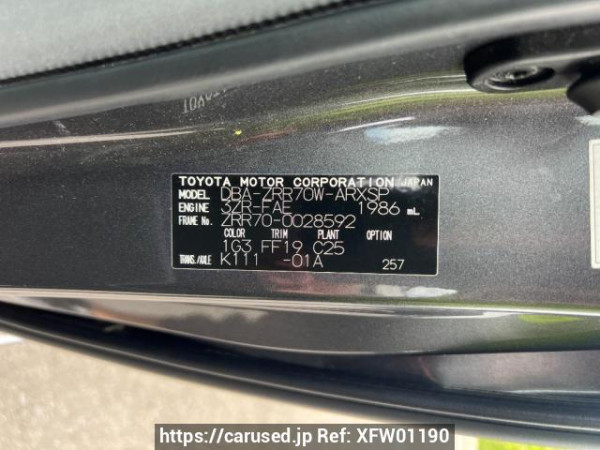 TOYOTA MOTOR CORPORATION JAPAN
MODEL DBA-ZRR70W-ARXSP
ENGINE 3ZR-FAE 1986 mL
FRAME No. ZRR70-0028592
COLOR TRIM PLANT OPTION
1G3 FF19 C25
TRANS./AXLE K111 -01A 257
https://carused.jp Ref: XFW01190